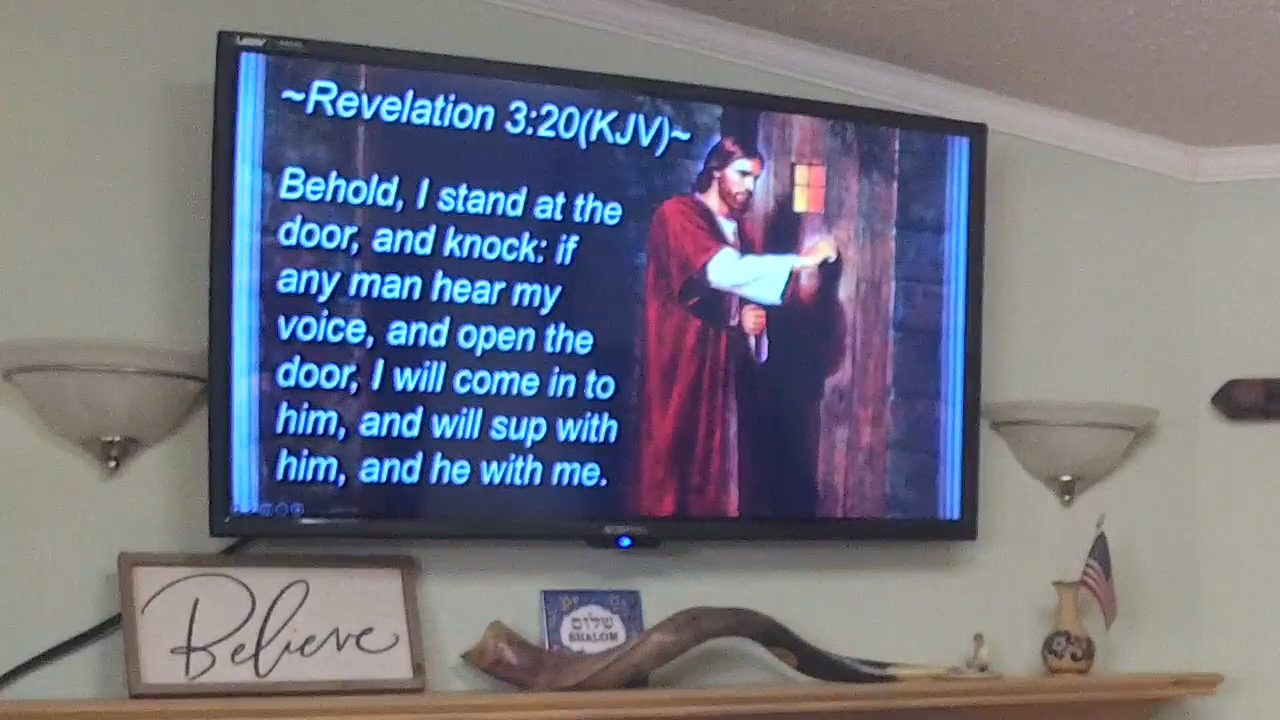 ~Revelation 3:20(KJV)~
Behold, I stand at the
door, and knock: if
any man hear my
voice, and open the
door, I will come in to
him, and will sup with
him, and he with me.
Believe
שלום
SHALOM